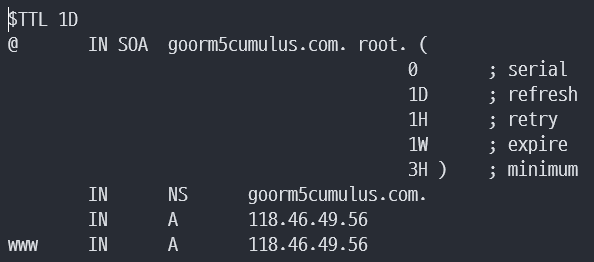 $TTL 1D
@ IN SOA goorm5cumulus.com. root. (
0 ; serial
1D ; refresh
1H ; retry
1W ; expire
3H ) ; minimum
IN NS goorm5cumulus.com.
IN A 118.46.49.56
www IN A 118.46.49.56